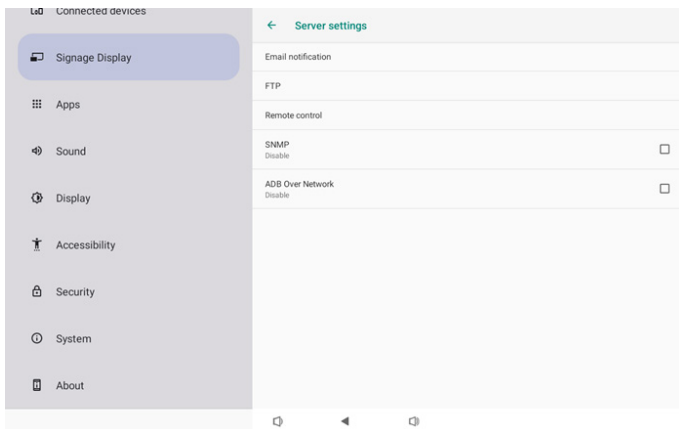 Connected devices
Signage Display
Apps
Sound
Display
Accessibility
Security
System
About
Server settings
Email notification
FTP
Remote control
SNMP
Disable
ADB Over Network
Disable